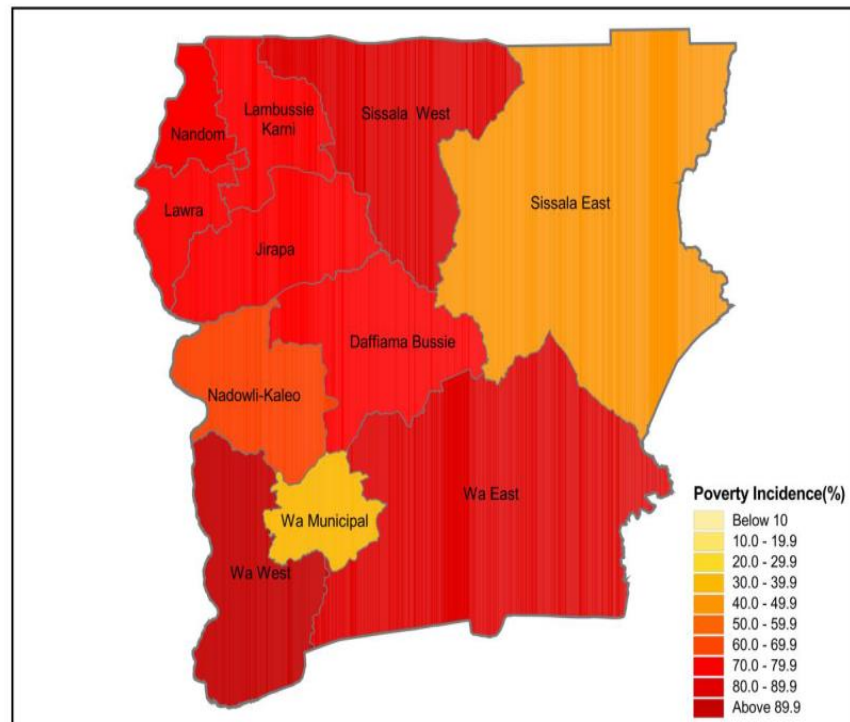 Nandom
Lambussie
Karni
Sissala West
Sissala East
Lawra
Jirapa
Daffiama Bussie
Nadowli-Kaleo
Wa East
Wa Municipal
Wa West
Poverty Incidence(%)
Below 10
10.0 - 19.9
20.0 - 29.9
30.0 - 39.9
40.0 - 49.9
50.0 - 59.9
60.0 - 69.9
70.0 - 79.9
80.0 - 89.9
Above 89.9